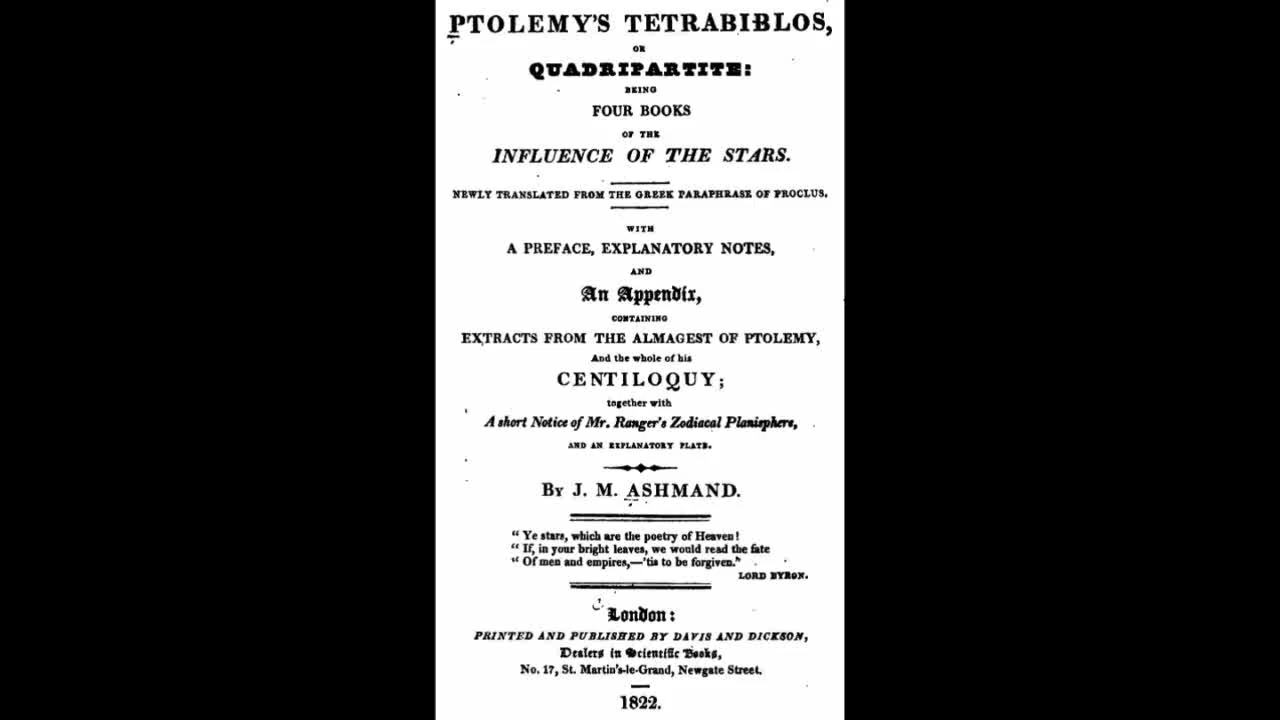 PTOLEMY'S TETRABIBLOS,
OR
QUADRIPARTITE:
BEING
FOUR BOOKS
OF THE
INFLUENCE OF THE STARS.
NEWLY TRANSLATED FROM THE GREEK PARAPHRASE OF PROCLUS.
WITH
A PREFACE, EXPLANATORY NOTES,
AND
An Appendix,
CONTAINING
EXTRACTS FROM THE ALMAGEST OF PTOLEMY,
And the whole of his
CENTILOQUY;
together with
A short Notice of Mr. Ranger's Zodiacal Planisphere,
AND AN EXPLANATORY PLATE.
By J. M. ASHMAND.
"Ye stars, which are the poetry of Heaven!
"If, in your bright leaves, we would read the fate
"Of men and empires,—'tis to be forgiven."
LORD BYRON.
London:
PRINTED AND PUBLISHED BY DAVIS AND DICKSON,
Dealers in Scientific Books,
No. 17, St. Martin's-le-Grand, Newgate Street.
1822.